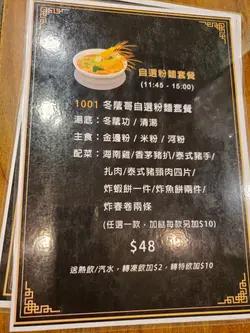 自選粉麵套餐
(11:45 - 15:00)
1001 冬蔭哥自選粉麵套餐
湯底：冬蔭功 / 清湯
主食：金邊粉 / 米粉 / 河粉
配菜：海南雞/香茅豬扒/泰式豬手/
扎肉/泰式豬頸肉四片/
炸蝦餅一件/炸魚餅兩件/
炸春卷兩條
(任選一款，加餸每款另加$10)
$48
送熱飲/汽水，轉凍飲加$2，轉特飲加$10